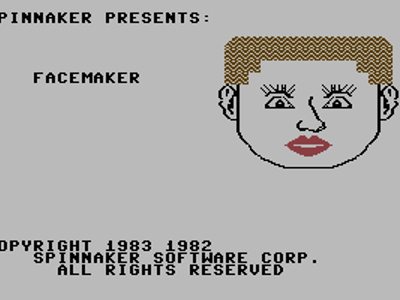 PINNAKER PRESENTS:
FACEMAKER
OPYRIGHT 1983 1982
SPINNAKER SOFTWARE CORP.
ALL RIGHTS RESERVED